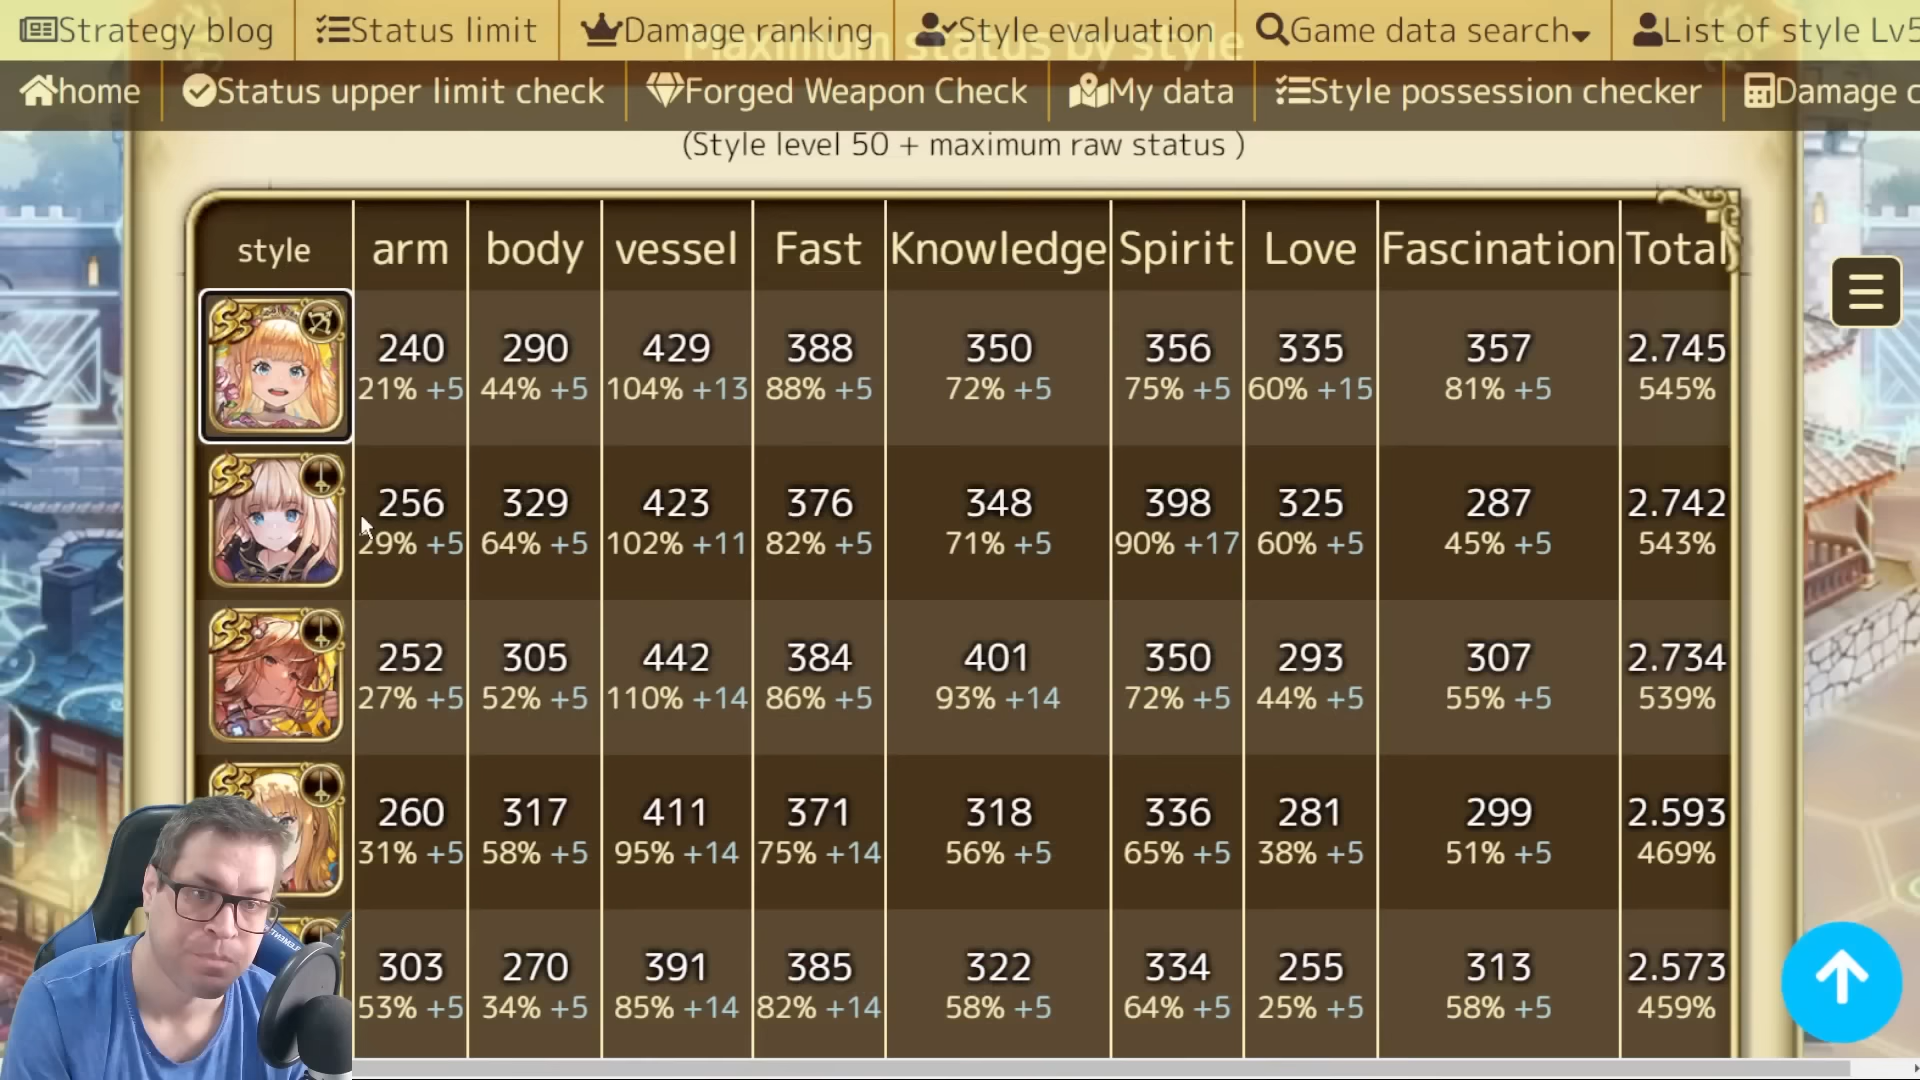 Strategy blog Status limit Damage ranking Style evaluation Game data search List of style Lv5
Maximum status by style
home Status upper limit check Forged Weapon Check My data Style possession checker Damage c
(Style level 50 + maximum raw status )
style arm body vessel Fast Knowledge Spirit Love Fascination Total
SS 240 290 429 388 350 356 335 357 2.745
21% +5 44% +5 104% +13 88% +5 72% +5 75% +5 60% +15 81% +5 545%
SS 256 329 423 376 348 398 325 287 2.742
29% +5 64% +5 102% +11 82% +5 71% +5 90% +17 60% +5 45% +5 543%
SS 252 305 442 384 401 350 293 307 2.734
27% +5 52% +5 110% +14 86% +5 93% +14 72% +5 44% +5 55% +5 539%
260 317 411 371 318 336 281 299 2.593
31% +5 58% +5 95% +14 75% +14 56% +5 65% +5 38% +5 51% +5 469%
303 270 391 385 322 334 255 313 2.573
53% +5 34% +5 85% +14 82% +14 58% +5 64% +5 25% +5 58% +5 459%